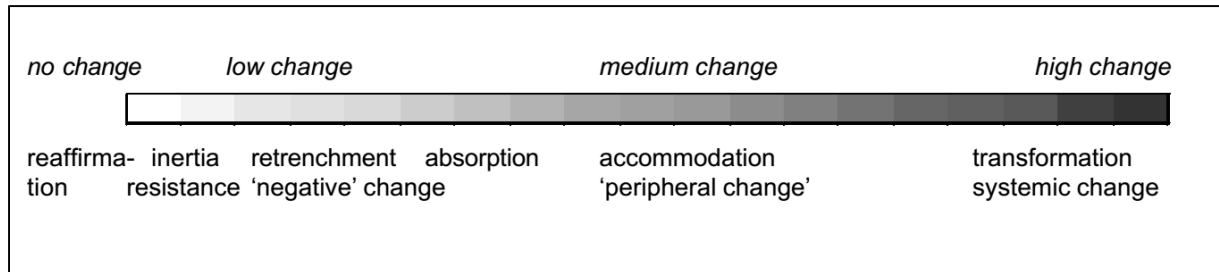 no change low change medium change high change
reaffirma- inertia retrenchment absorption accommodation transformation
tion resistance ‘negative’ change ‘peripheral change’ systemic change